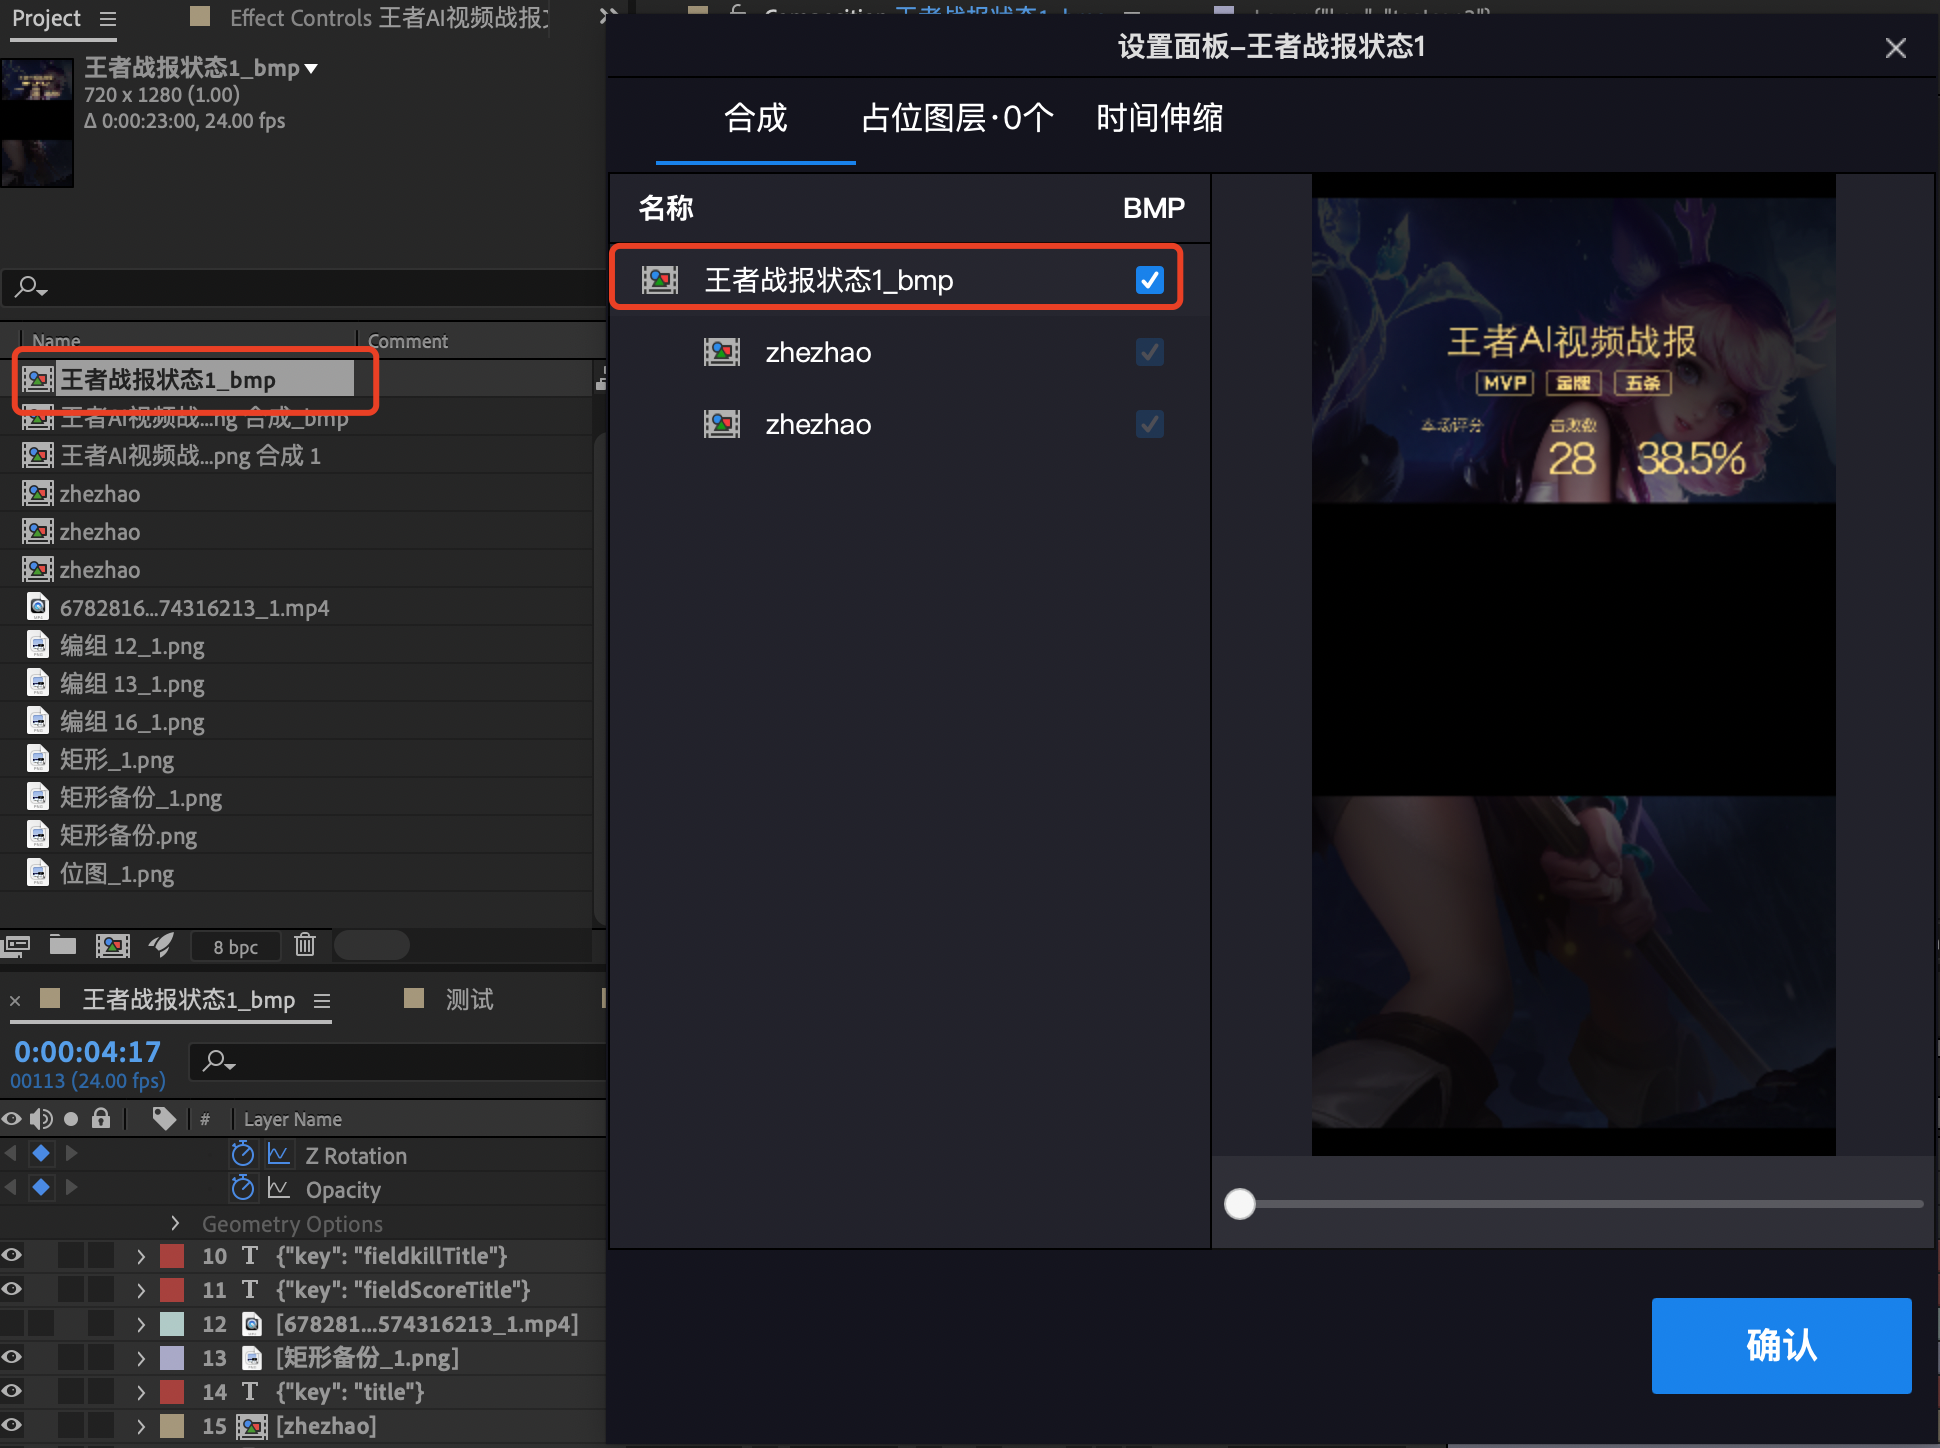 Project
Effect Controls 王者AI视频战报
王者战报状态1_bmp
720 x 1280 (1.00)
Δ 0:00:23:00, 24.00 fps
Name
Comment
王者战报状态1_bmp
王者AI视频战...ng 合成_bmp
王者AI视频战...png 合成 1
zhezhao
zhezhao
zhezhao
6782816...74316213_1.mp4
编组 12_1.png
编组 13_1.png
编组 16_1.png
矩形_1.png
矩形备份_1.png
矩形备份.png
位图_1.png
8 bpc
王者战报状态1_bmp
测试
0:00:04:17
00113 (24.00 fps)
#
Layer Name
Z Rotation
Opacity
Geometry Options
10 T {"key": "fieldkillTitle"}
11 T {"key": "fieldScoreTitle"}
12 [678281...574316213_1.mp4]
13 [矩形备份_1.png]
14 T {"key": "title"}
15 [zhezhao]
设置面板-王者战报状态1
合成
占位图层·0个
时间伸缩
名称
BMP
王者战报状态1_bmp
zhezhao
zhezhao
王者AI视频战报
MVP 金牌 五杀
本场评分
击败数
28 38.5%
确认